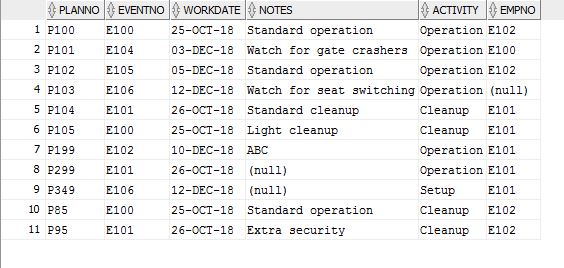 PLANNO EVENTNO WORKDATE NOTES ACTIVITY EMPNO
1 P100 E100 25-OCT-18 Standard operation Operation E102
2 P101 E104 03-DEC-18 Watch for gate crashers Operation E100
3 P102 E105 05-DEC-18 Standard operation Operation E102
4 P103 E106 12-DEC-18 Watch for seat switching Operation (null)
5 P104 E101 26-OCT-18 Standard cleanup Cleanup E101
6 P105 E100 25-OCT-18 Light cleanup Cleanup E101
7 P199 E102 10-DEC-18 ABC Operation E101
8 P299 E101 26-OCT-18 (null) Operation E101
9 P349 E106 12-DEC-18 (null) Setup E101
10 P85 E100 25-OCT-18 Standard operation Cleanup E102
11 P95 E101 26-OCT-18 Extra security Cleanup E102